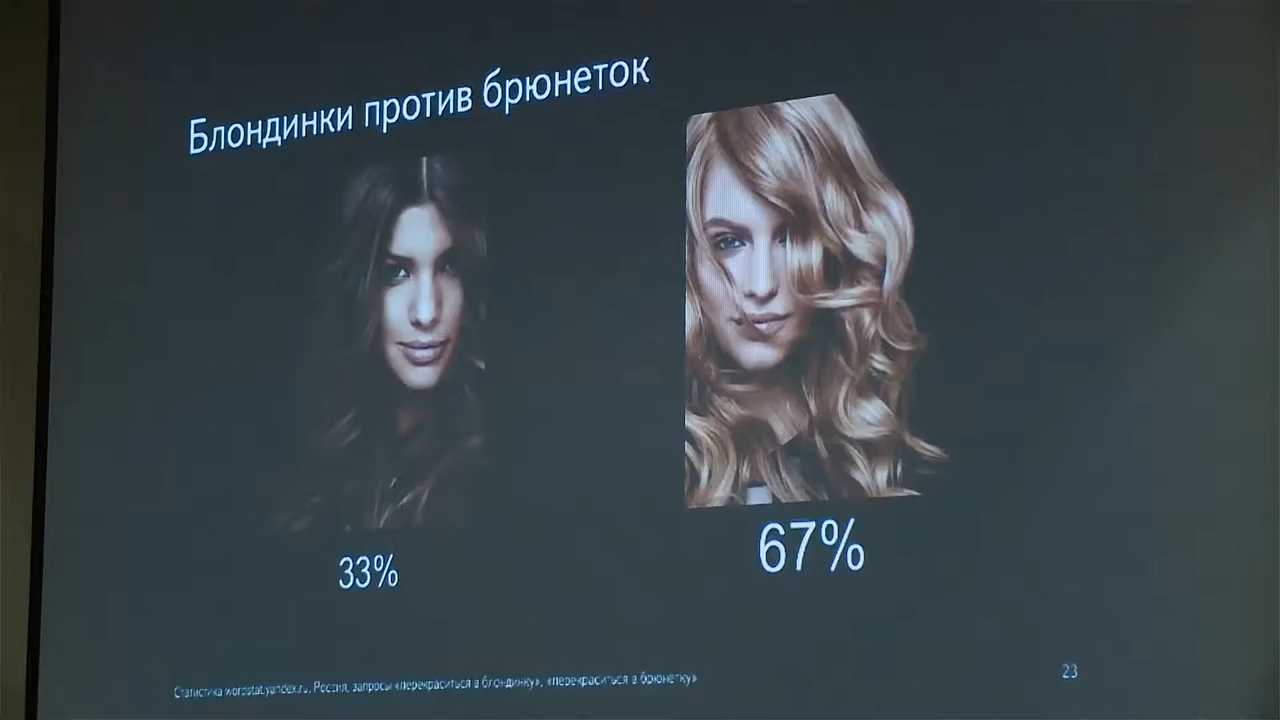 Блондинки против брюнеток
33%
67%
Статистика wordstat.yandex.ru, Россия, запросы «перекраситься в блондинку», «перекраситься в брюнетку»
23